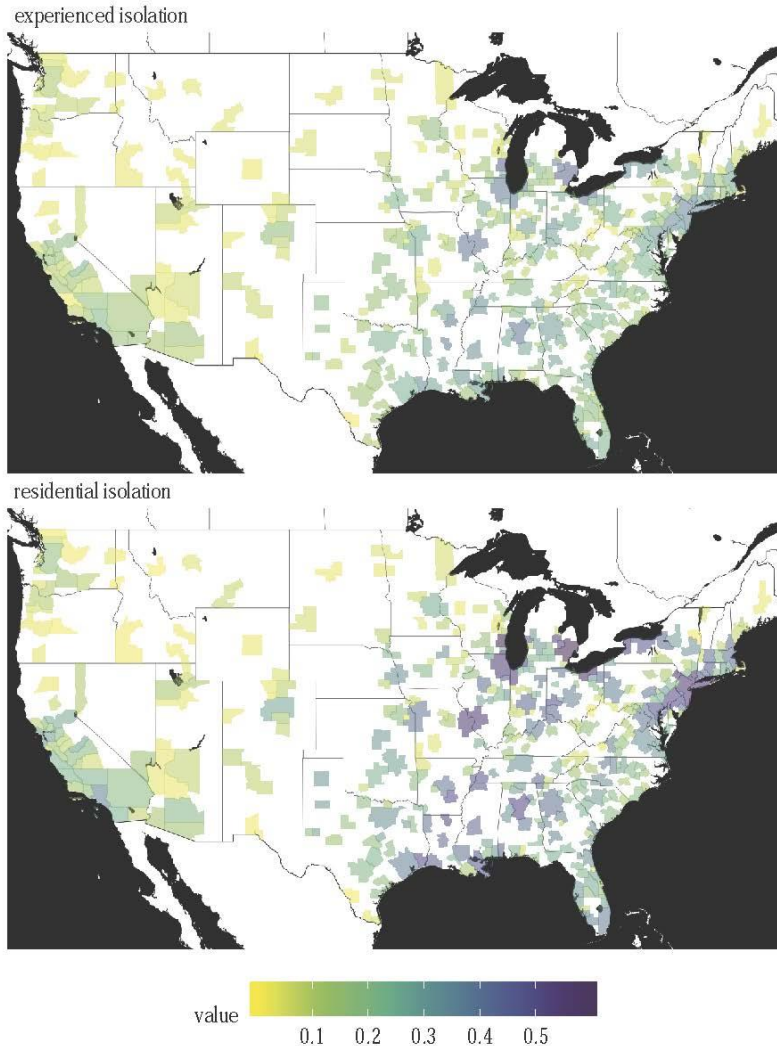 experienced isolation
residential isolation
value
0.1 0.2 0.3 0.4 0.5